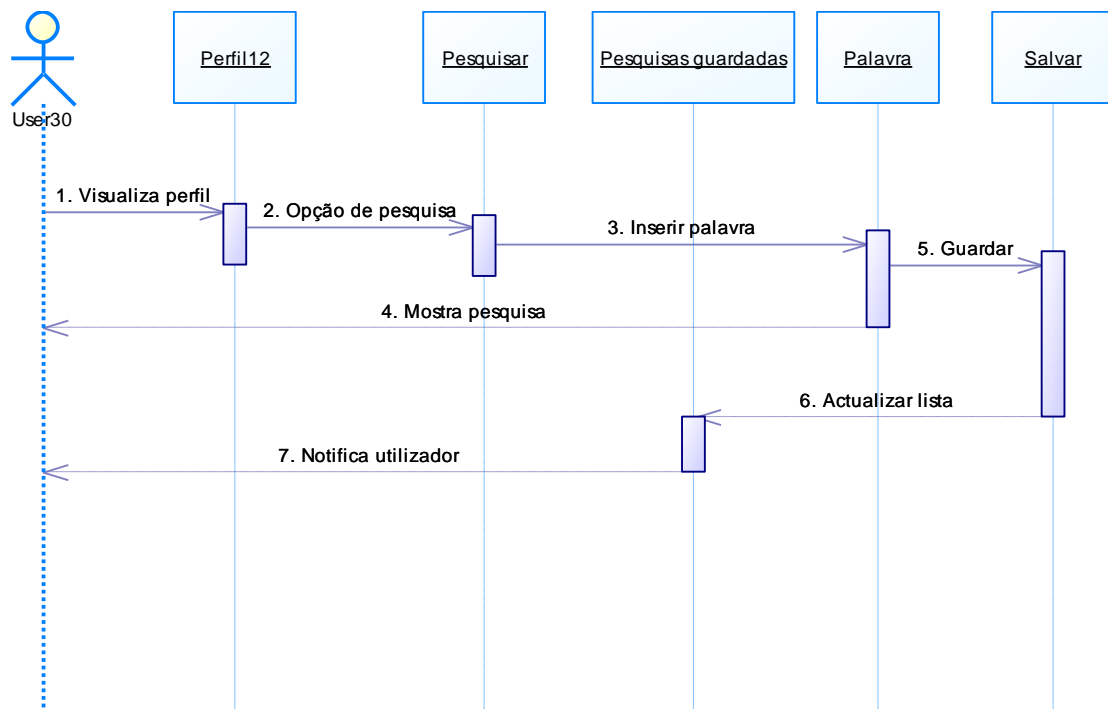 Perfil12
Pesquisar
Pesquisas guardadas
Palavra
Salvar
User30
1. Visualiza perfil
2. Opção de pesquisa
3. Inserir palavra
5. Guardar
4. Mostra pesquisa
6. Actualizar lista
7. Notifica utilizador